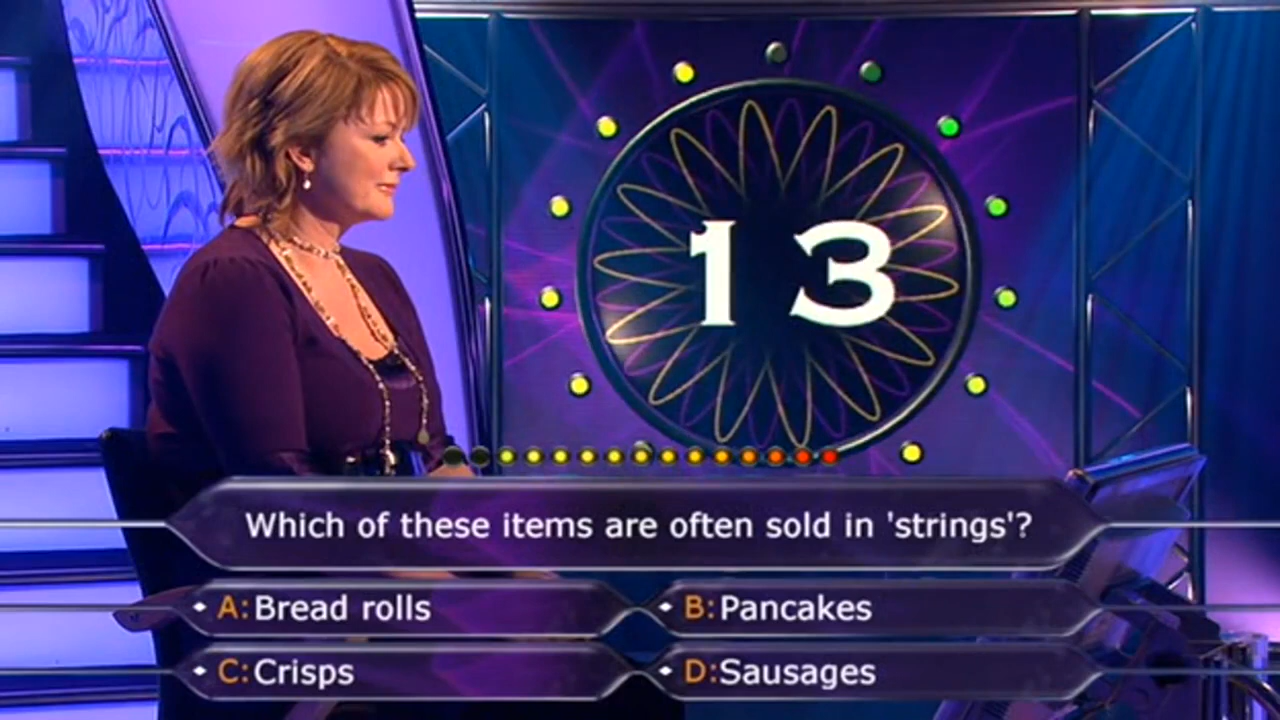 13
Which of these items are often sold in 'strings'?
A: Bread rolls
B: Pancakes
C: Crisps
D: Sausages